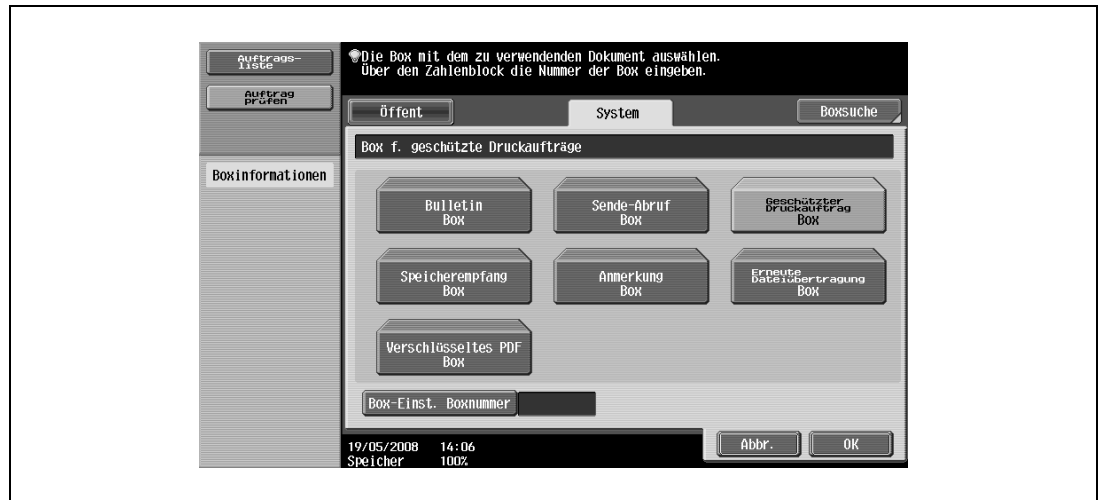 Auftrags-
liste
Auftrag
prüfen
Boxinformationen
Die Box mit dem zu verwendenden Dokument auswählen.
Über den Zahlenblock die Nummer der Box eingeben.
Öffent
System
Boxsuche
Box f. geschützte Druckaufträge
Bulletin
Box
Sende-Abruf
Box
Geschützter
Druckauftrag
Box
Speicherempfang
Box
Anmerkung
Box
Erneute
Dateiübertragung
Box
Verschlüsseltes PDF
Box
Box-Einst. Boxnummer
Abbr.
OK
19/05/2008 14:06
Speicher 100%